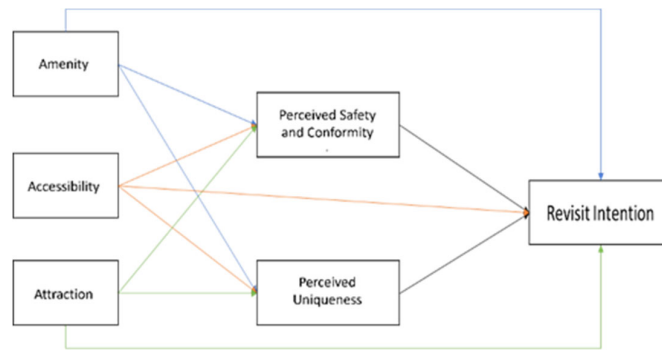 Amenity
Perceived Safety
and Conformity
Accessibility
Revisit Intention
Attraction
Perceived
Uniqueness